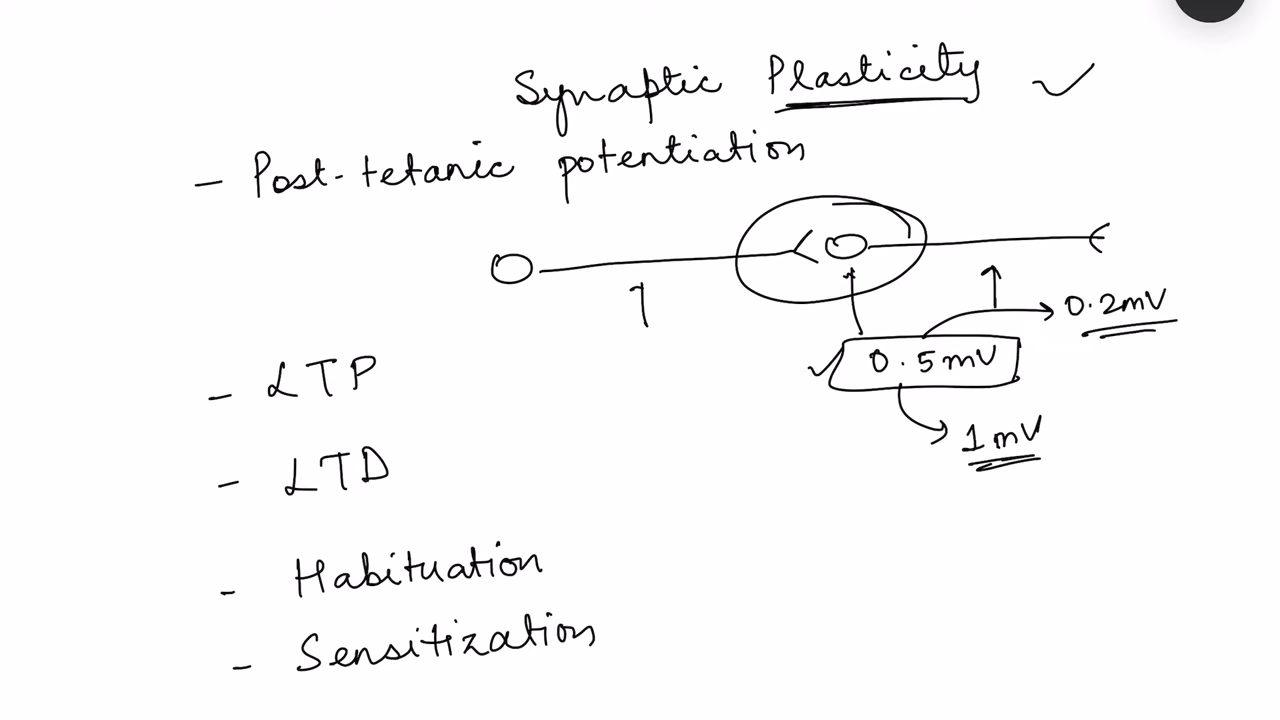 Synaptic Plasticity
- Post-tetanic potentiation
0.2mV
0.5mV
1mV
- LTP
- LTD
- Habituation
- Sensitization